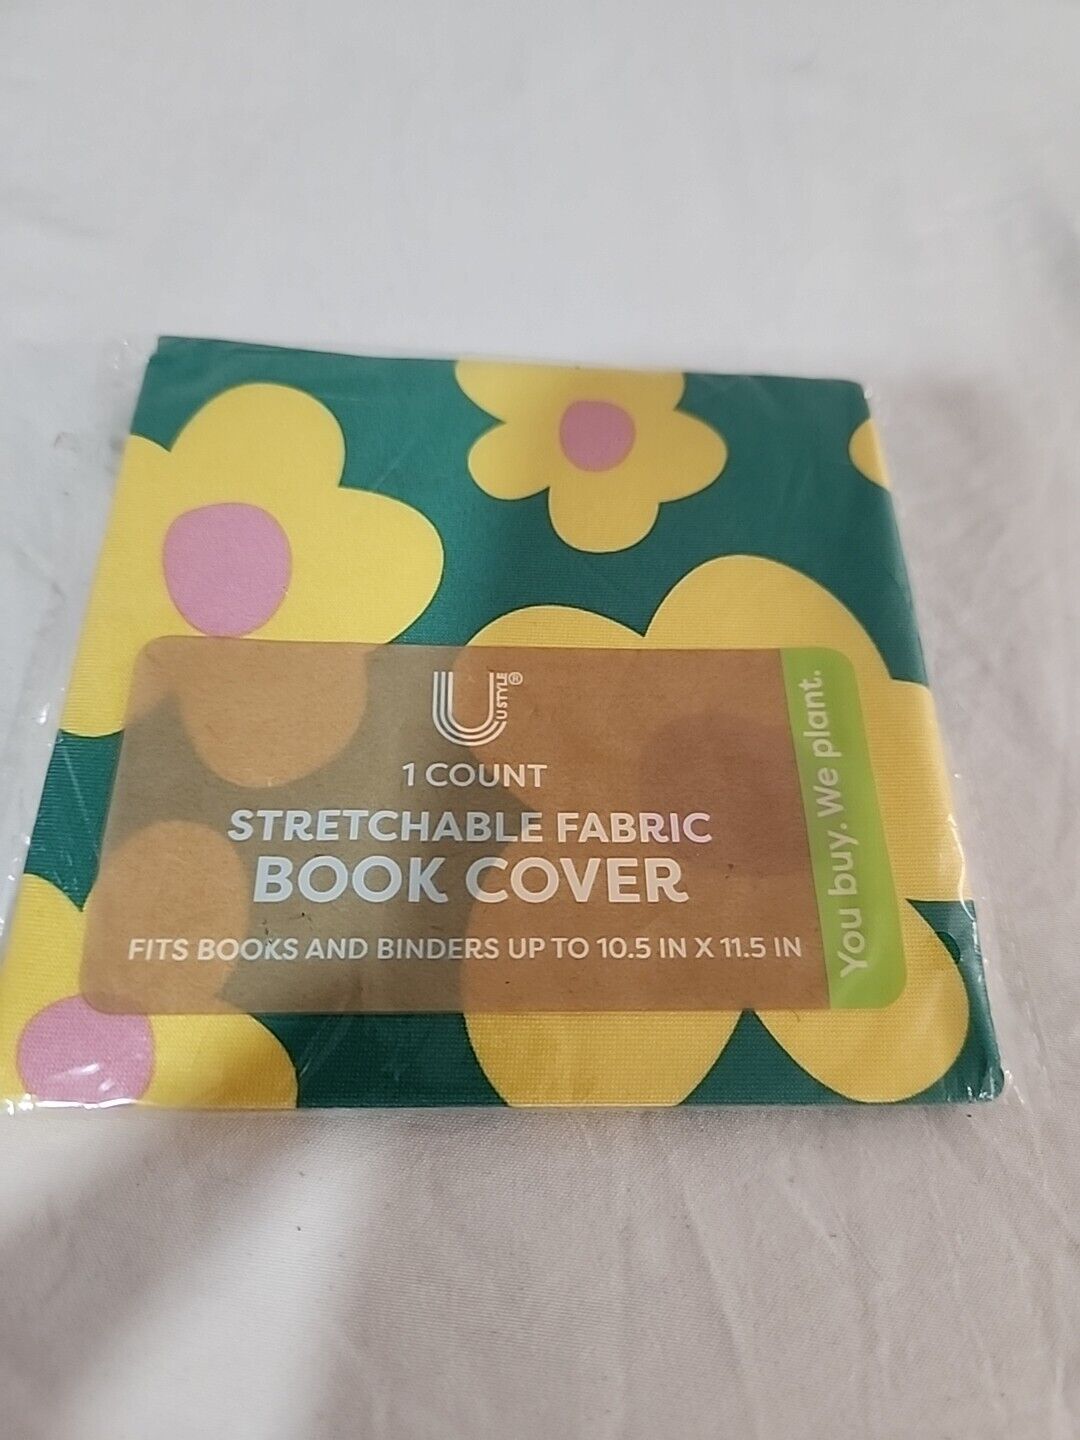 U STYLE®
1 COUNT
STRETCHABLE FABRIC
BOOK COVER
FITS BOOKS AND BINDERS UP TO 10.5 IN X 11.5 IN
You buy. We plant.